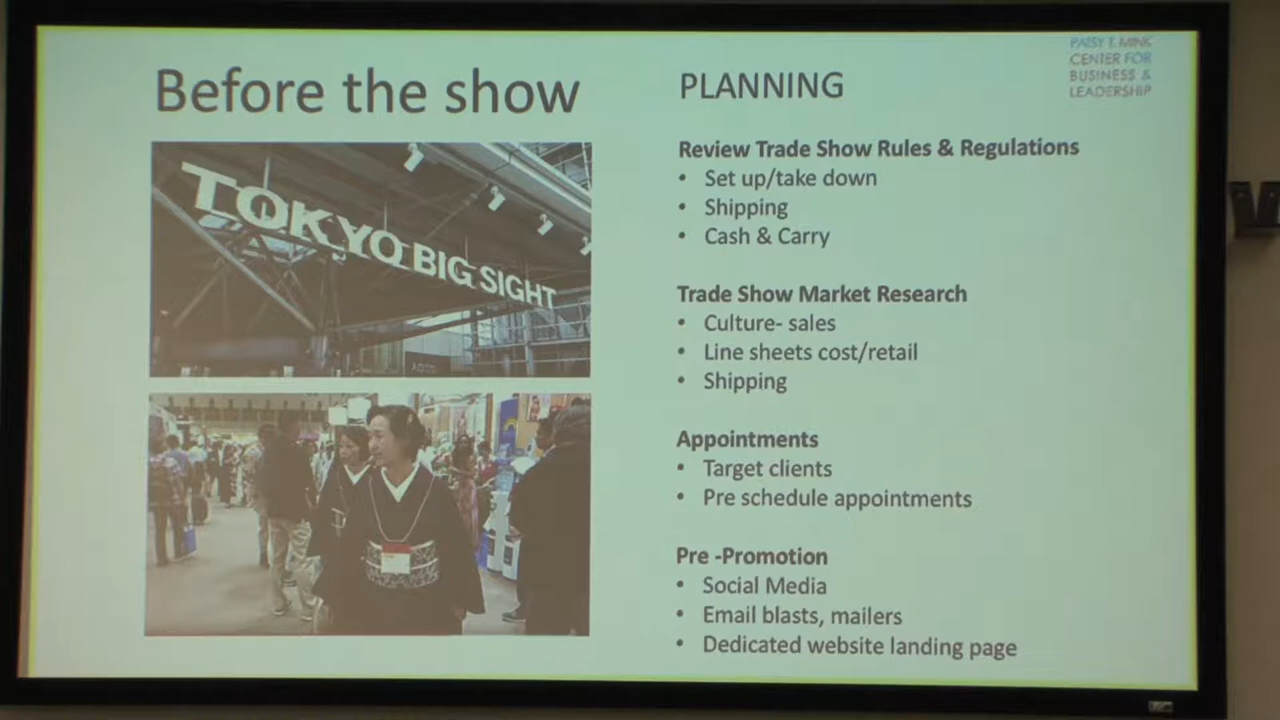 Before the show
TOKYO BIG SIGHT
PLANNING
PATSY T. MINK
CENTER FOR
BUSINESS &
LEADERSHIP
Review Trade Show Rules & Regulations
• Set up/take down
• Shipping
• Cash & Carry
Trade Show Market Research
• Culture- sales
• Line sheets cost/retail
• Shipping
Appointments
• Target clients
• Pre schedule appointments
Pre -Promotion
• Social Media
• Email blasts, mailers
• Dedicated website landing page